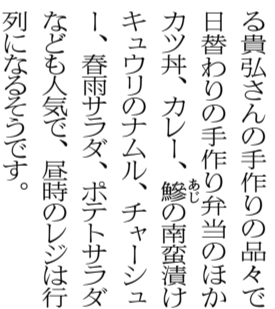 る貴弘さんの手作りの品々で
日替わりの手作り弁当のほか
カツ丼、カレー、鯵の南蛮漬け
キュウリのナムル、チャーシュ
ー、春雨サラダ、ポテトサラダ
なども人気で、昼時のレジは行
列になるそうです。